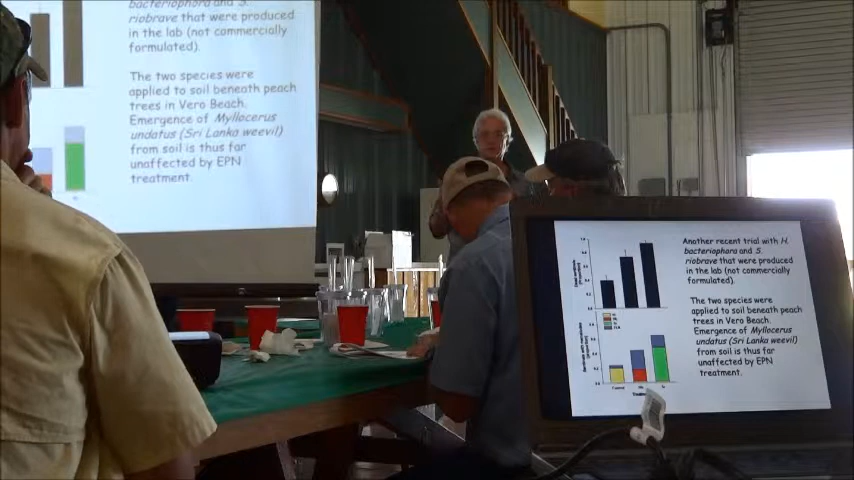 bacteriophora and S.
riobrave that were produced
in the lab (not commercially
formulated).
The two species were
applied to soil beneath peach
trees in Vero Beach.
Emergence of Myllocerus
undatus (Sri Lanka weevil)
from soil is thus far
unaffected by EPN
treatment.
Another recent trial with H.
bacteriophora and S.
riobrave that were produced
in the lab (not commercially
formulated).
The two species were
applied to soil beneath peach
trees in Vero Beach.
Emergence of Myllocerus
undatus (Sri Lanka weevil)
from soil is thus far
unaffected by EPN
treatment.